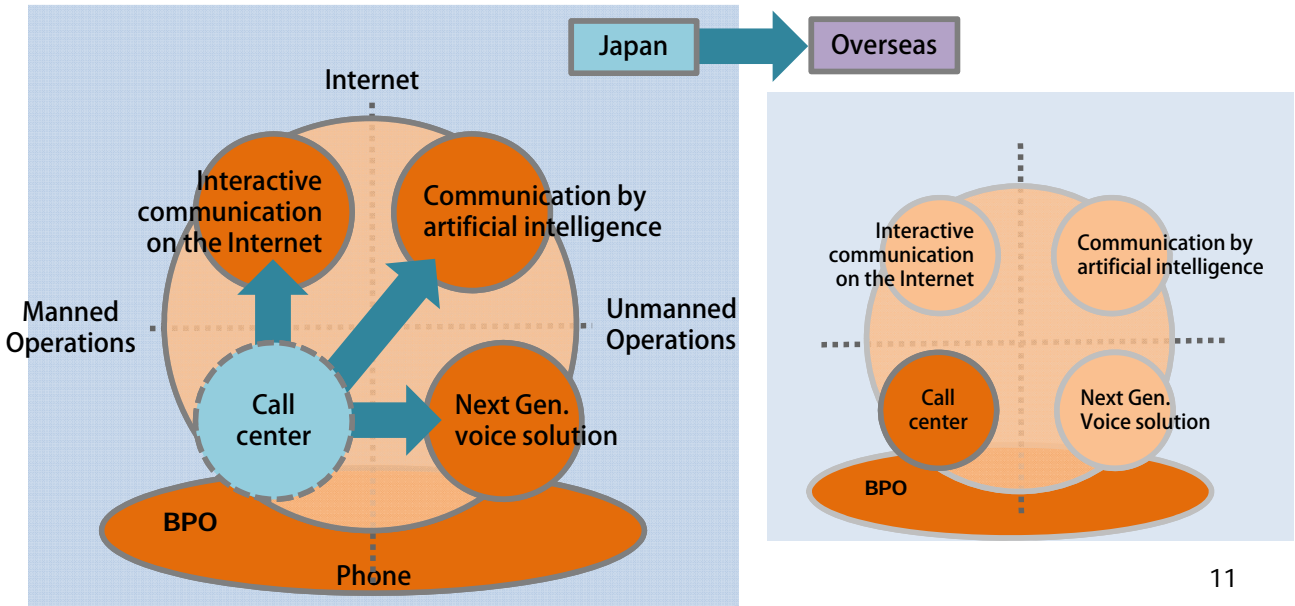 Japan
Overseas
Internet
Interactive
communication
on the Internet
Communication by
artificial intelligence
Manned
Operations
Unmanned
Operations
Call
center
Next Gen.
voice solution
BPO
Phone
Interactive
communication
on the Internet
Communication by
artificial intelligence
Call
center
Next Gen.
Voice solution
BPO
11